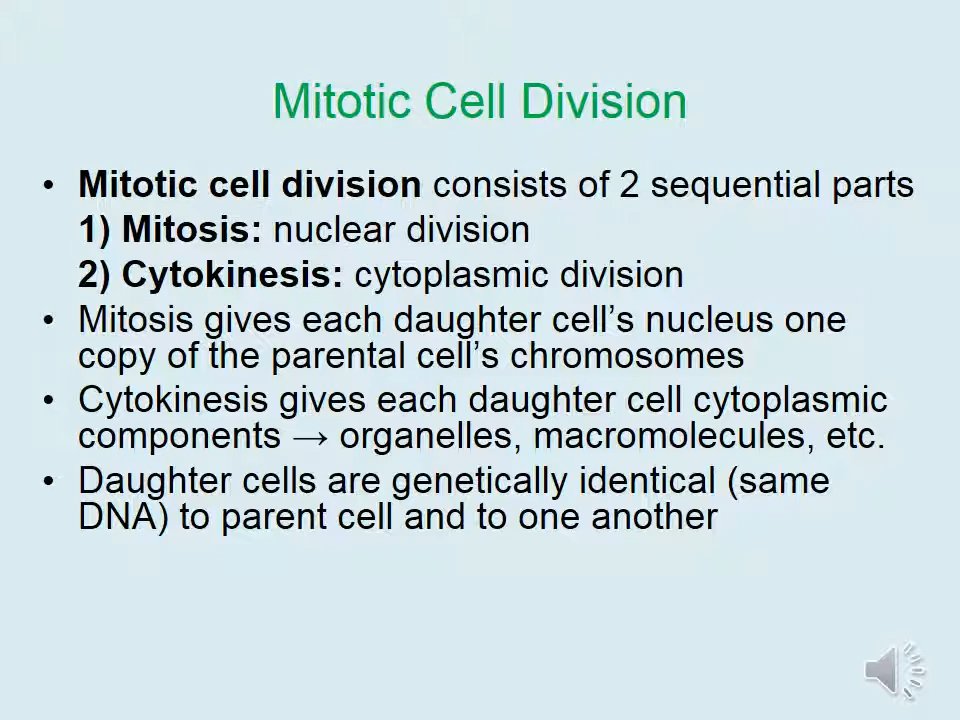 Mitotic Cell Division
• Mitotic cell division consists of 2 sequential parts
1) Mitosis: nuclear division
2) Cytokinesis: cytoplasmic division
• Mitosis gives each daughter cell’s nucleus one
copy of the parental cell’s chromosomes
• Cytokinesis gives each daughter cell cytoplasmic
components → organelles, macromolecules, etc.
• Daughter cells are genetically identical (same
DNA) to parent cell and to one another